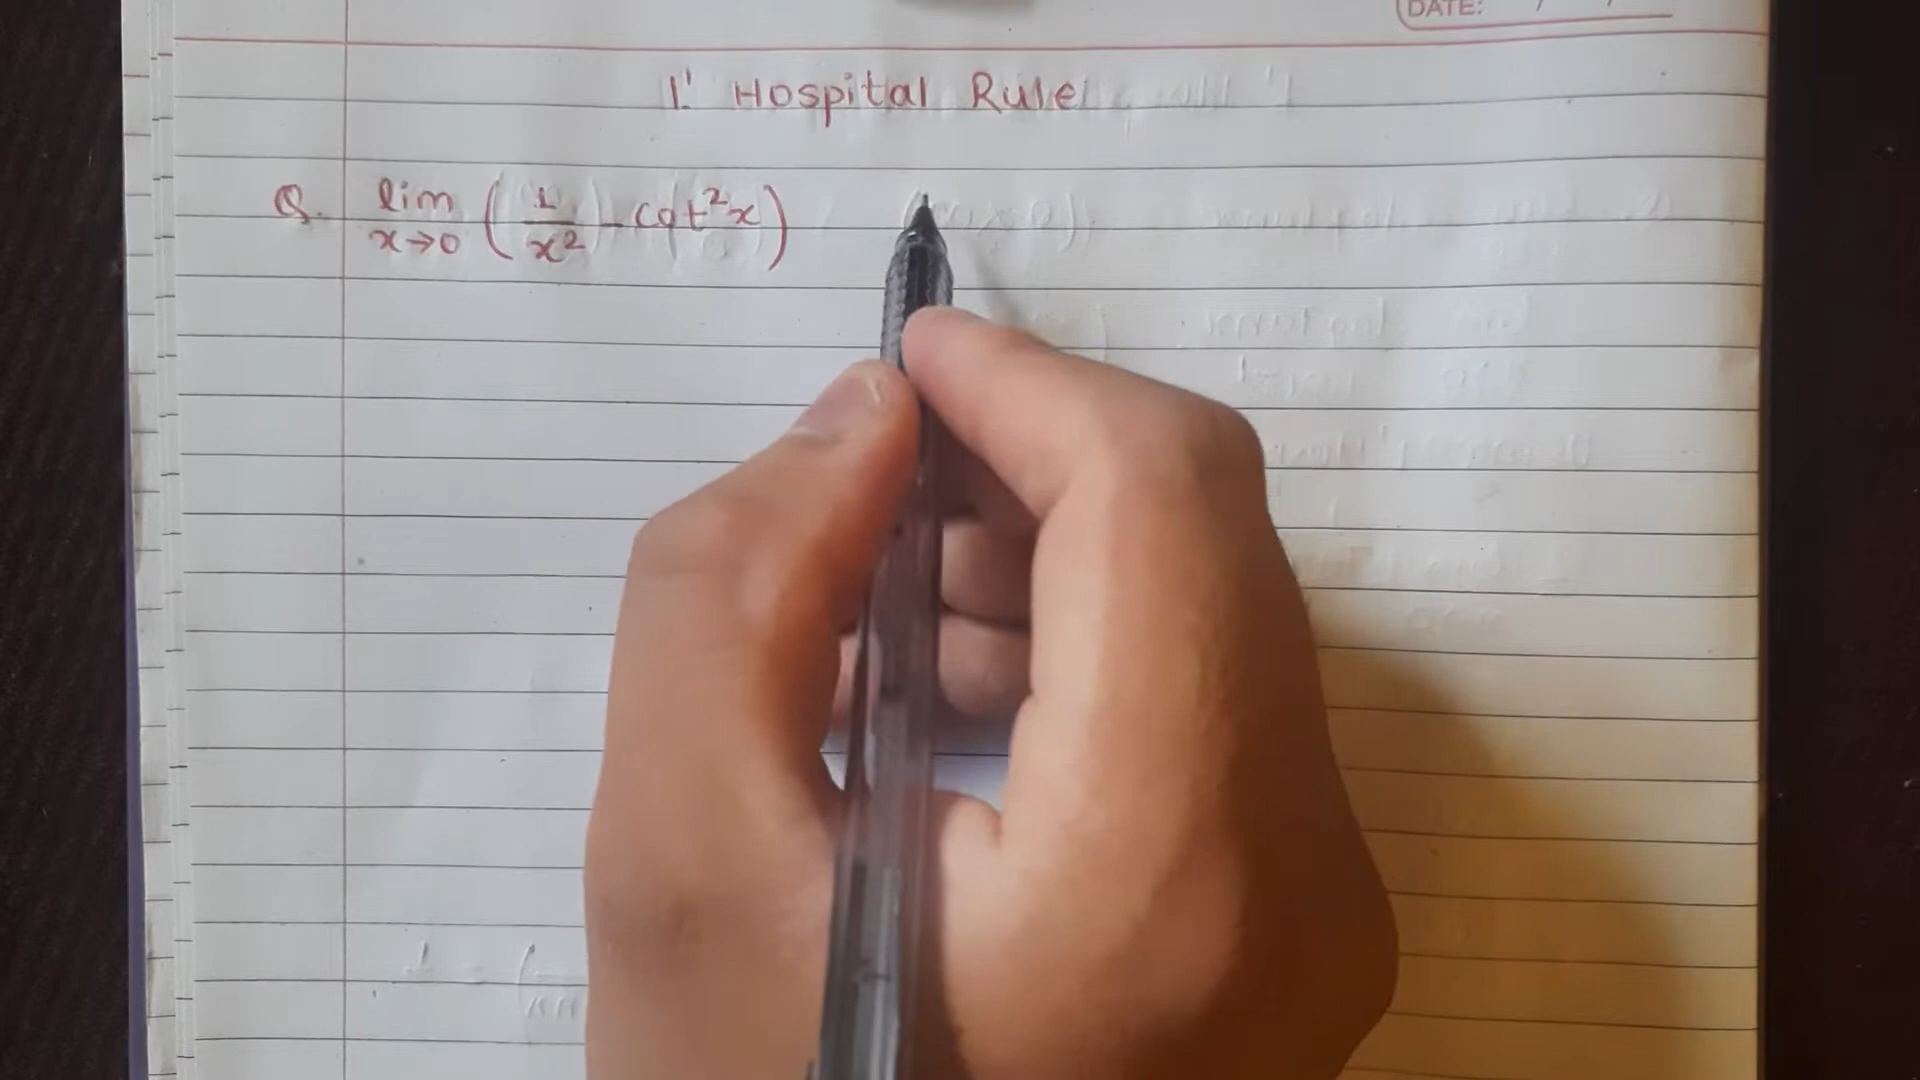 DATE: / /
L' Hospital Rule
Q. lim x→0 (1/x² - cot²x)